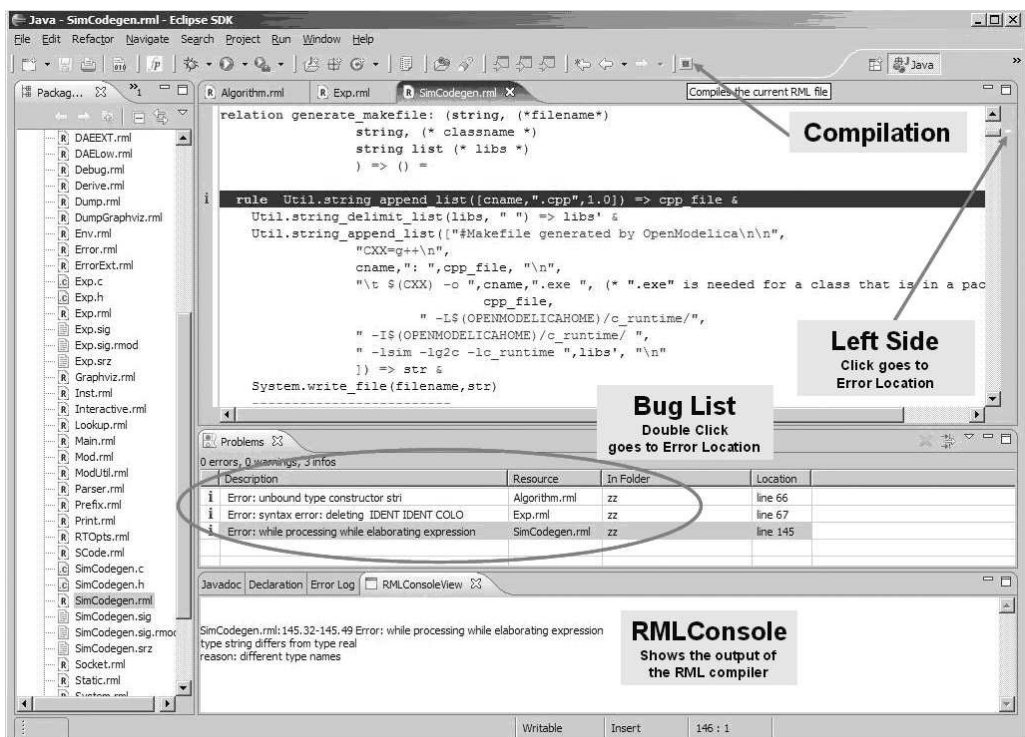 Java - SimCodegen.rml - Eclipse SDK
File Edit Refactor Navigate Search Project Run Window Help
Java
Packag...
Algorithm.rml
Exp.rml
SimCodegen.rml
Compiles the current RML file
Compilation
DAEEXT.rml
DAELow.rml
Debug.rml
Derive.rml
Dump.rml
DumpGraphviz.rml
Env.rml
Error.rml
ErrorExt.rml
Exp.c
Exp.h
Exp.rml
Exp.sig
Exp.sig.rmod
Exp.srz
Graphviz.rml
Inst.rml
Interactive.rml
Lookup.rml
Main.rml
Mod.rml
ModUtil.rml
Parser.rml
Prefix.rml
Print.rml
RTOpts.rml
SCode.rml
SimCodegen.c
SimCodegen.h
SimCodegen.rml
SimCodegen.sig
SimCodegen.sig.rmod
SimCodegen.srz
Socket.rml
Static.rml
System.rml
relation generate_makefile: (string, (*filename*)
string, (* classname *)
string list (* libs *)
) => () =
rule Util.string_append_list([cname,".cpp",1.0]) => cpp_file &
Util.string_delimit_list(libs, " ") => libs' &
Util.string_append_list(["#Makefile generated by OpenModelica\n\n",
"CXX=g++\n",
cname,": ",cpp_file, "\n",
"\t $(CXX) -o ",cname,".exe ", (* ".exe" is needed for a class that is in a pac
cpp_file,
" -L$(OPENMODELICAHOME)/c_runtime/",
" -I$(OPENMODELICAHOME)/c_runtime/ ",
" -lsim -lg2c -lc_runtime ",libs', "\n"
]) => str &
System.write_file(filename,str)
--------------------------
Left Side
Click goes to
Error Location
Bug List
Double Click
goes to Error Location
Problems
0 errors, 0 warnings, 3 infos
Description Resource In Folder Location
Error: unbound type constructor stri Algorithm.rml zz line 66
Error: syntax error: deleting IDENT IDENT COLO Exp.rml zz line 67
Error: while processing while elaborating expression SimCodegen.rml zz line 145
Javadoc Declaration Error Log RMLConsoleView
SimCodegen.rml:145.32-145.49 Error: while processing while elaborating expression
type string differs from type real
reason: different type names
RMLConsole
Shows the output of
the RML compiler
Writable Insert 146 : 1